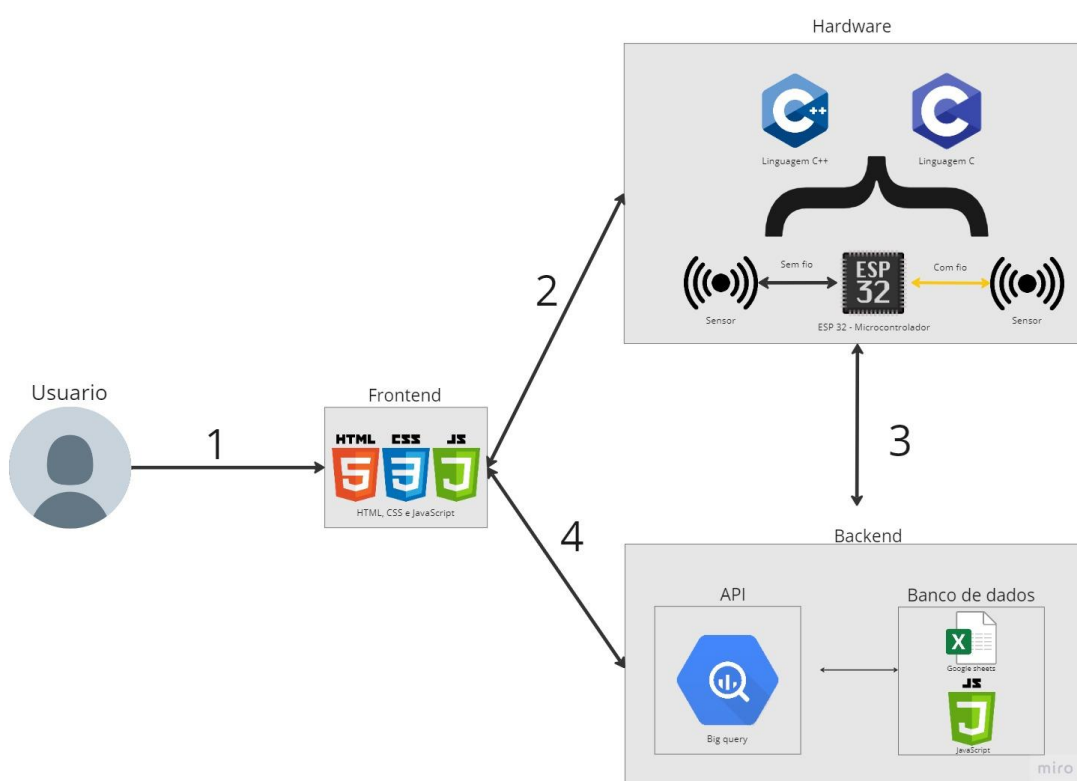 Hardware
C++
C
Linguagem C++
Linguagem C
2
Sem fio
ESP
32
Com fio
Sensor
ESP 32 - Microcontrolador
Sensor
Usuario
1
Frontend
HTML
CSS
JS
5
3
J
HTML, CSS e JavaScript
3
4
Backend
API
Banco de dados
X
Google sheets
JS
J
Big query
JavaScript
miro